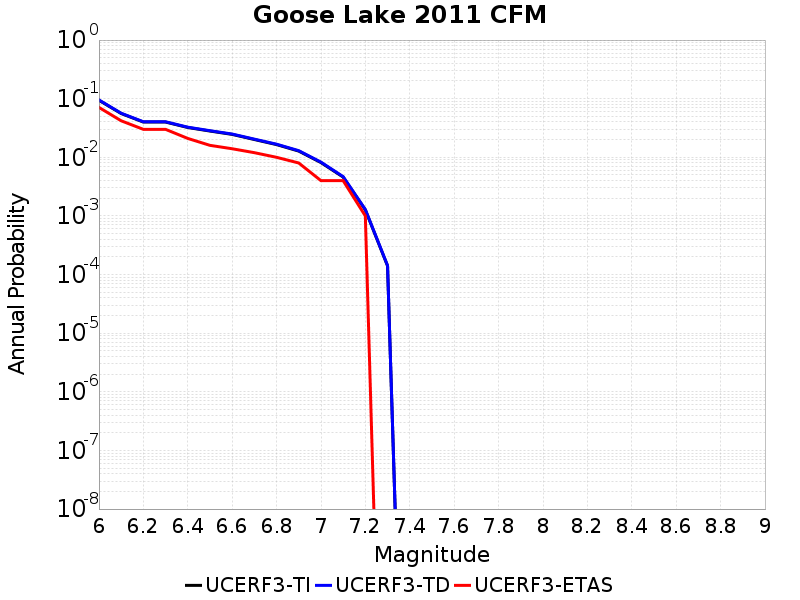 Goose Lake 2011 CFM
Annual Probability
10^0
10^-1
10^-2
10^-3
10^-4
10^-5
10^-6
10^-7
10^-8
6 6.2 6.4 6.6 6.8 7 7.2 7.4 7.6 7.8 8 8.2 8.4 8.6 8.8 9
Magnitude
UCERF3-TI UCERF3-TD UCERF3-ETAS